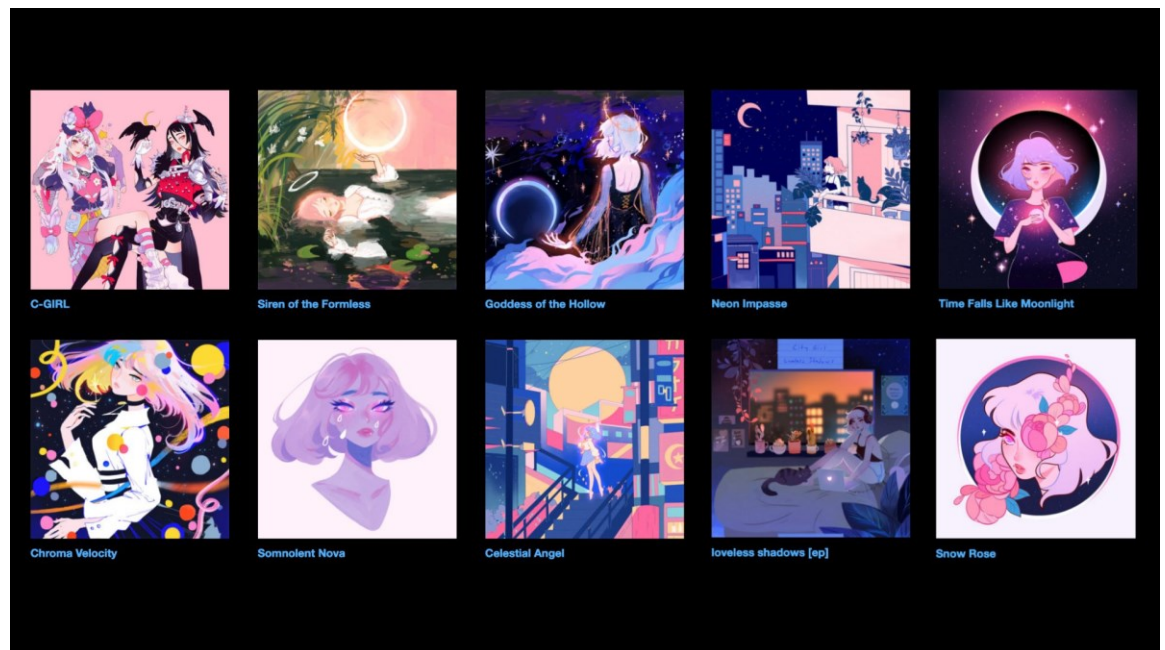 C-GIRL
Siren of the Formless
Goddess of the Hollow
Neon Impasse
Time Falls Like Moonlight
Chroma Velocity
Somnolent Nova
Celestial Angel
loveless shadows [ep]
Snow Rose